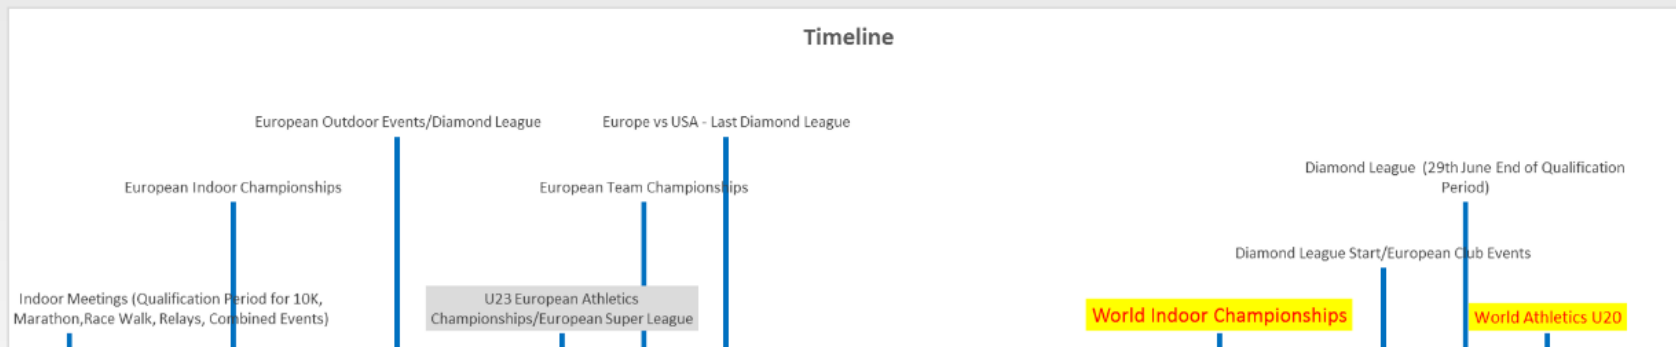 Timeline
European Outdoor Events/Diamond League
Europe vs USA - Last Diamond League
Diamond League (29th June End of Qualification
Period)
European Indoor Championships
European Team Championships
Diamond League Start/European Club Events
Indoor Meetings (Qualification Period for 10K,
Marathon,Race Walk, Relays, Combined Events)
U23 European Athletics
Championships/European Super League
World Indoor Championships
World Athletics U20